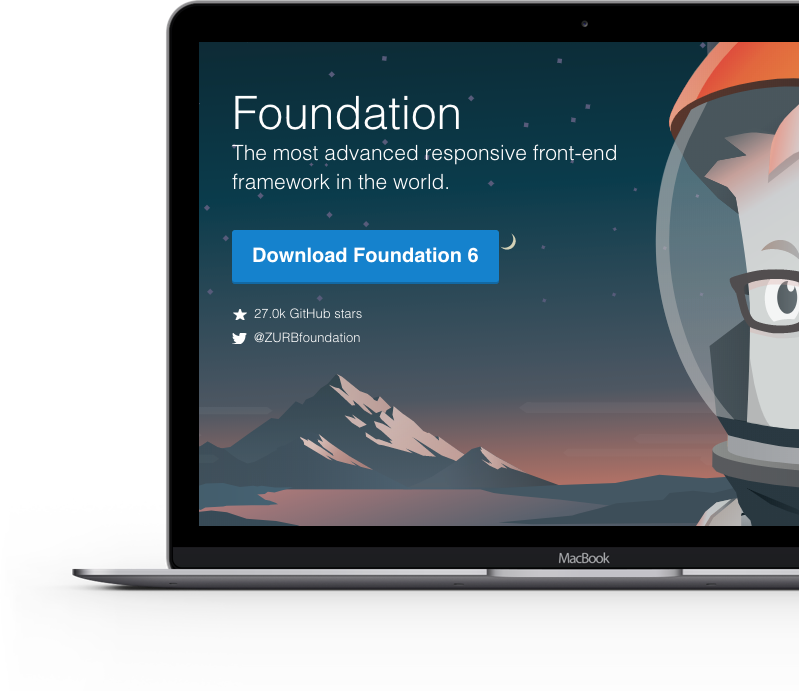 Foundation
The most advanced responsive front-end
framework in the world.
Download Foundation 6
27.0k GitHub stars
@ZURBfoundation
MacBook